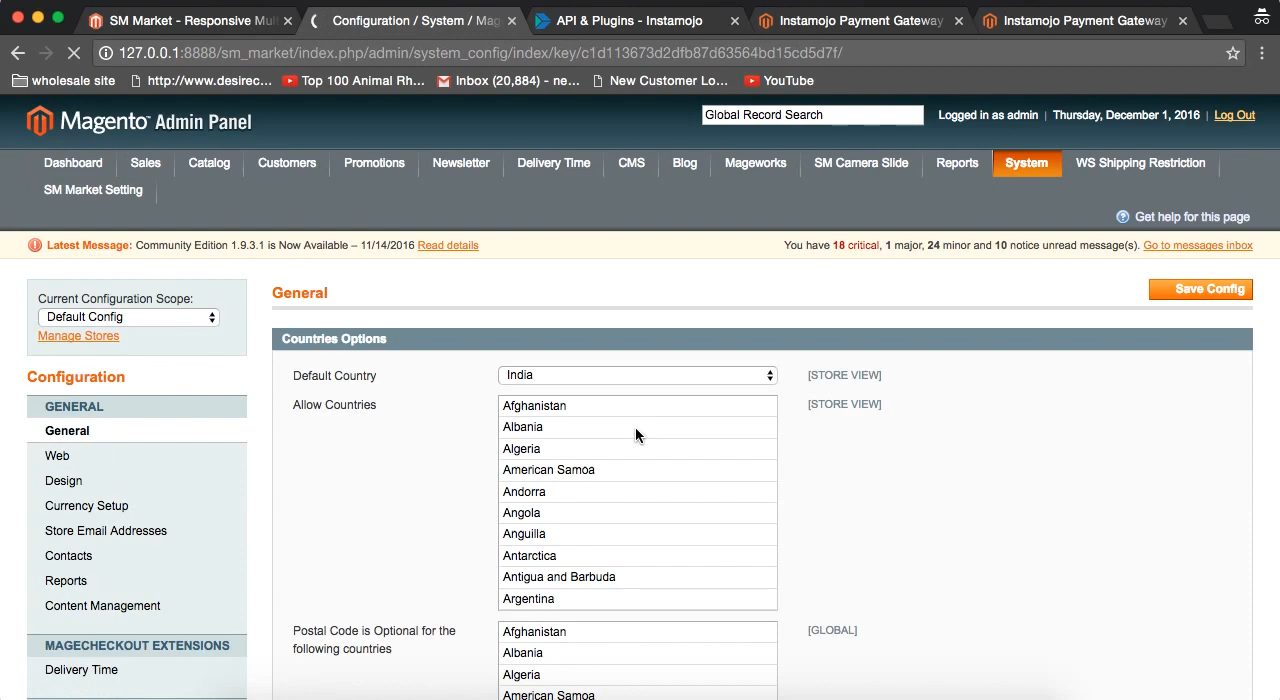 SM Market - Responsive Mul
Configuration / System / Mag
API & Plugins - Instamojo
Instamojo Payment Gateway
Instamojo Payment Gateway
127.0.0.1:8888/sm_market/index.php/admin/system_config/index/key/c1d113673d2dfb87d63564bd15cd5d7f/
wholesale site
http://www.desirec...
Top 100 Animal Rh...
Inbox (20,884) - ne...
New Customer Lo...
YouTube
Magento Admin Panel
Global Record Search
Logged in as admin | Thursday, December 1, 2016 | Log Out
Dashboard
Sales
Catalog
Customers
Promotions
Newsletter
Delivery Time
CMS
Blog
Mageworks
SM Camera Slide
Reports
System
WS Shipping Restriction
SM Market Setting
Get help for this page
Latest Message: Community Edition 1.9.3.1 is Now Available – 11/14/2016 Read details
You have 18 critical, 1 major, 24 minor and 10 notice unread message(s). Go to messages inbox
Current Configuration Scope:
Default Config
Manage Stores
Configuration
GENERAL
General
Web
Design
Currency Setup
Store Email Addresses
Contacts
Reports
Content Management
MAGECHECKOUT EXTENSIONS
Delivery Time
General
Save Config
Countries Options
Default Country
India
[STORE VIEW]
Allow Countries
Afghanistan
Albania
Algeria
American Samoa
Andorra
Angola
Anguilla
Antarctica
Antigua and Barbuda
Argentina
[STORE VIEW]
Postal Code is Optional for the
following countries
Afghanistan
Albania
Algeria
American Samoa
[GLOBAL]